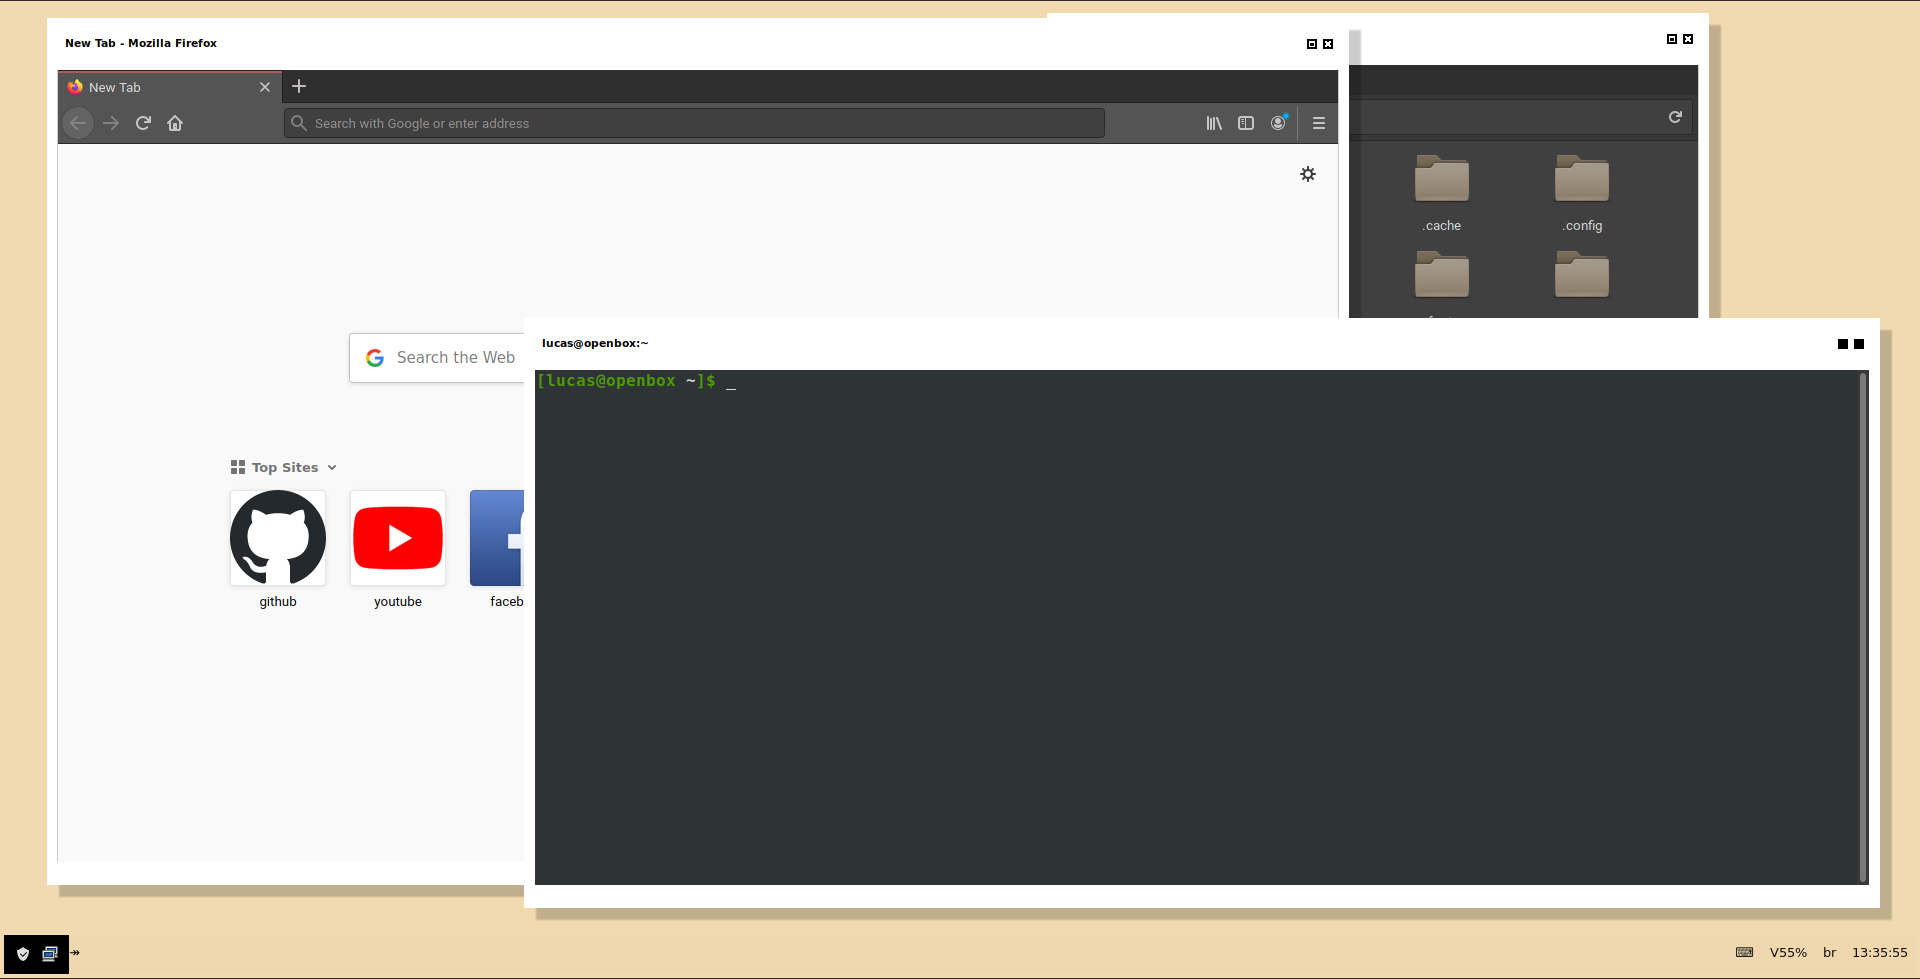 New Tab - Mozilla Firefox
New Tab
Search with Google or enter address
.cache
.config
Search the Web
lucas@openbox:~
[lucas@openbox ~]$ _
Top Sites
github
youtube
faceb
V55%
br
13:35:55